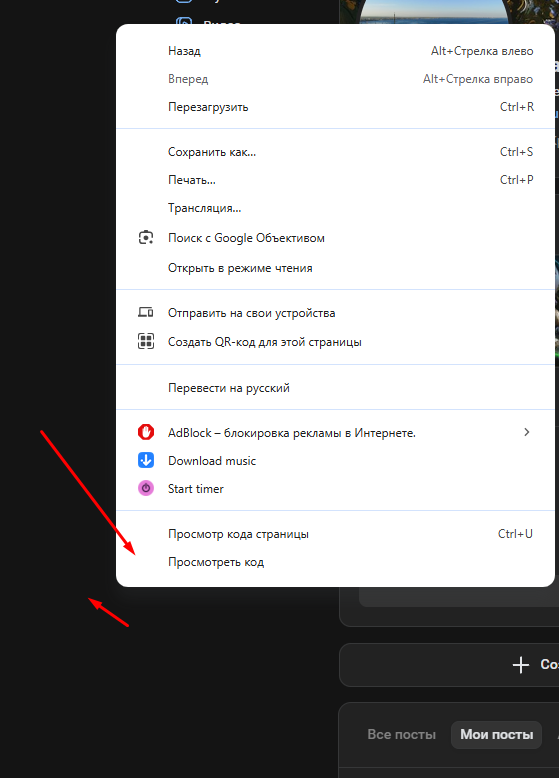 Назад Alt+Стрелка влево
Вперед Alt+Стрелка вправо
Перезагрузить Ctrl+R
Сохранить как... Ctrl+S
Печать... Ctrl+P
Трансляция...
Поиск с Google Объективом
Открыть в режиме чтения
Отправить на свои устройства
Создать QR-код для этой страницы
Перевести на русский
AdBlock – блокировка рекламы в Интернете.
Download music
Start timer
Просмотр кода страницы Ctrl+U
Просмотреть код
Все посты Мои посты